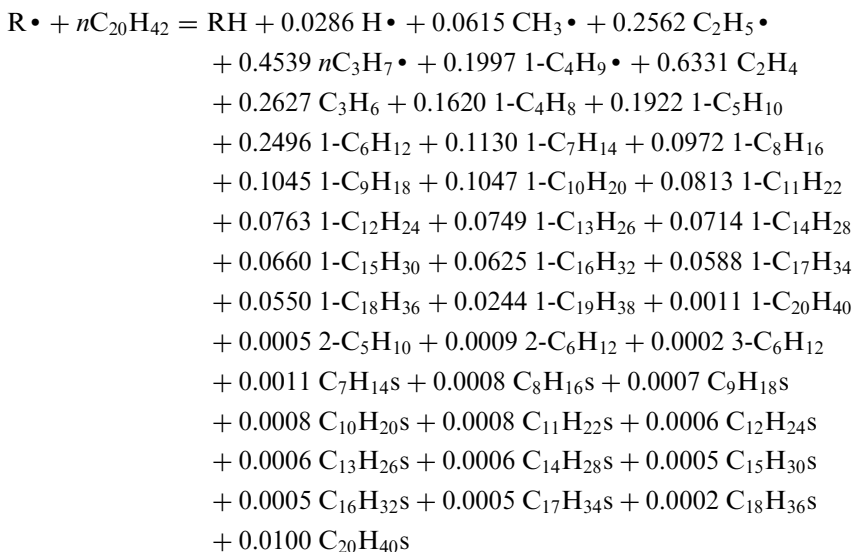 R• + nC₂₀H₄₂ = RH + 0.0286 H• + 0.0615 CH₃• + 0.2562 C₂H₅•
+ 0.4539 nC₃H₇• + 0.1997 1-C₄H₉• + 0.6331 C₂H₄
+ 0.2627 C₃H₆ + 0.1620 1-C₄H₈ + 0.1922 1-C₅H₁₀
+ 0.2496 1-C₆H₁₂ + 0.1130 1-C₇H₁₄ + 0.0972 1-C₈H₁₆
+ 0.1045 1-C₉H₁₈ + 0.1047 1-C₁₀H₂₀ + 0.0813 1-C₁₁H₂₂
+ 0.0763 1-C₁₂H₂₄ + 0.0749 1-C₁₃H₂₆ + 0.0714 1-C₁₄H₂₈
+ 0.0660 1-C₁₅H₃₀ + 0.0625 1-C₁₆H₃₂ + 0.0588 1-C₁₇H₃₄
+ 0.0550 1-C₁₈H₃₆ + 0.0244 1-C₁₉H₃₈ + 0.0011 1-C₂₀H₄₀
+ 0.0005 2-C₅H₁₀ + 0.0009 2-C₆H₁₂ + 0.0002 3-C₆H₁₂
+ 0.0011 C₇H₁₄s + 0.0008 C₈H₁₆s + 0.0007 C₉H₁₈s
+ 0.0008 C₁₀H₂₀s + 0.0008 C₁₁H₂₂s + 0.0006 C₁₂H₂₄s
+ 0.0006 C₁₃H₂₆s + 0.0006 C₁₄H₂₈s + 0.0005 C₁₅H₃₀s
+ 0.0005 C₁₆H₃₂s + 0.0005 C₁₇H₃₄s + 0.0002 C₁₈H₃₆s
+ 0.0100 C₂₀H₄₀s